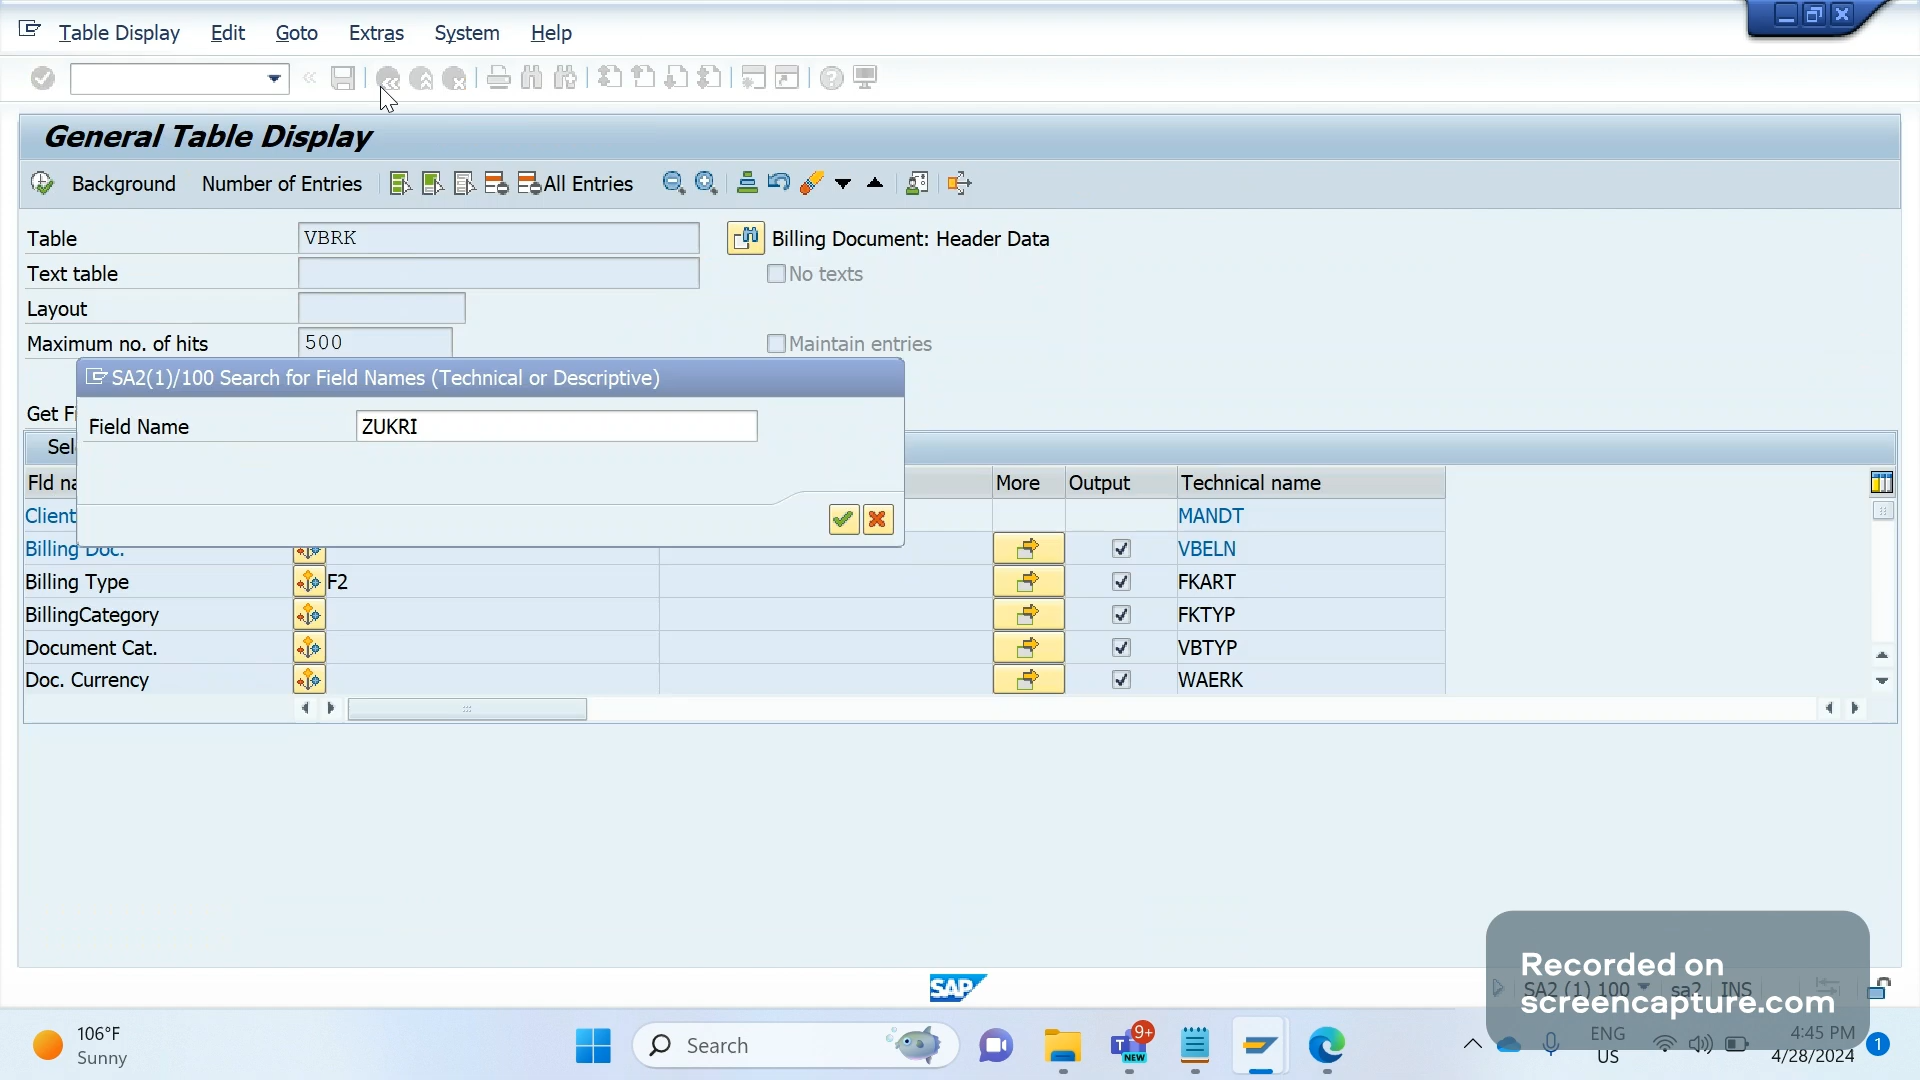 Table Display Edit Goto Extras System Help
General Table Display
Background Number of Entries All Entries
Table VBRK Billing Document: Header Data
Text table No texts
Layout
Maximum no. of hits 500 Maintain entries
SA2(1)/100 Search for Field Names (Technical or Descriptive)
Get Fi
Field Name ZUKRI
Sel
Fld na More Output Technical name
Client MANDT
Billing Doc. VBELN
Billing Type F2 FKART
BillingCategory FKTYP
Document Cat. VBTYP
Doc. Currency WAERK
SAP
SA2 (1) 100 sa2 INS
Recorded on
screencapture.com
106°F
Sunny
Search
9+
T
NEW
ENG
US
4:45 PM
4/28/2024
1